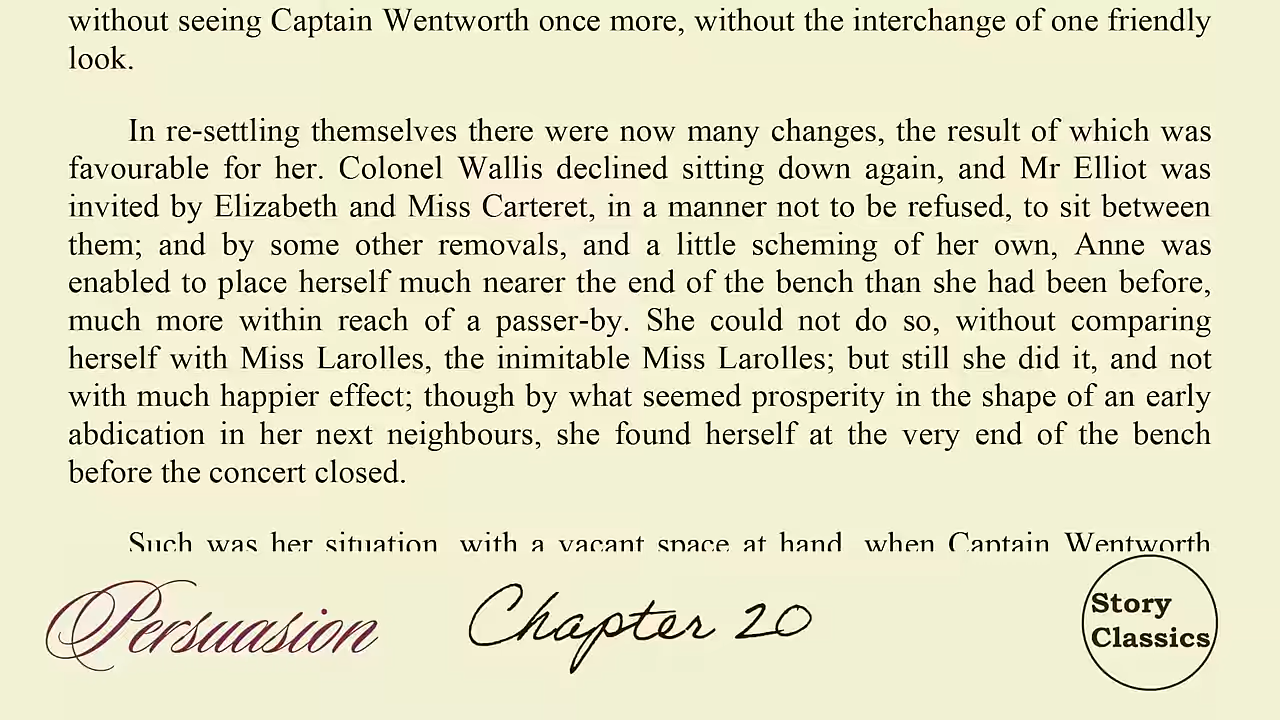 without seeing Captain Wentworth once more, without the interchange of one friendly
look.
In re-settling themselves there were now many changes, the result of which was
favourable for her. Colonel Wallis declined sitting down again, and Mr Elliot was
invited by Elizabeth and Miss Carteret, in a manner not to be refused, to sit between
them; and by some other removals, and a little scheming of her own, Anne was
enabled to place herself much nearer the end of the bench than she had been before,
much more within reach of a passer-by. She could not do so, without comparing
herself with Miss Larolles, the inimitable Miss Larolles; but still she did it, and not
with much happier effect; though by what seemed prosperity in the shape of an early
abdication in her next neighbours, she found herself at the very end of the bench
before the concert closed.
Such was her situation, with a vacant space at hand, when Captain Wentworth
Persuasion
Chapter 20
Story
Classics